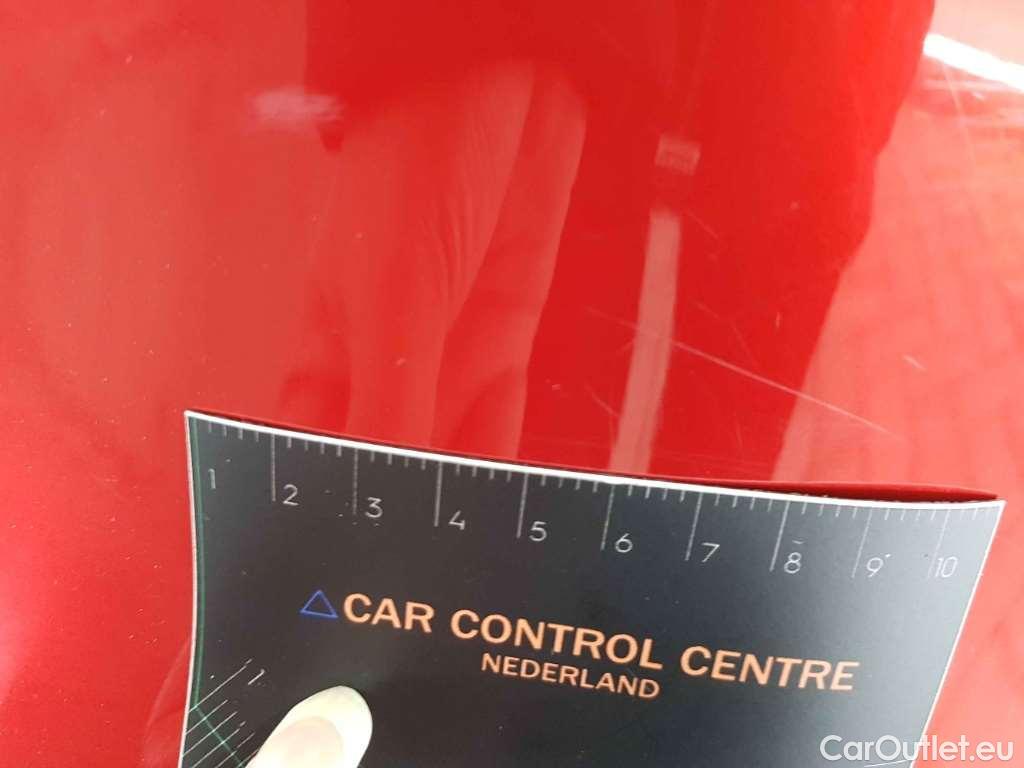 1 2 3 4 5 6 7 8 9 10
CAR CONTROL CENTRE
NEDERLAND
CarOutlet.eu